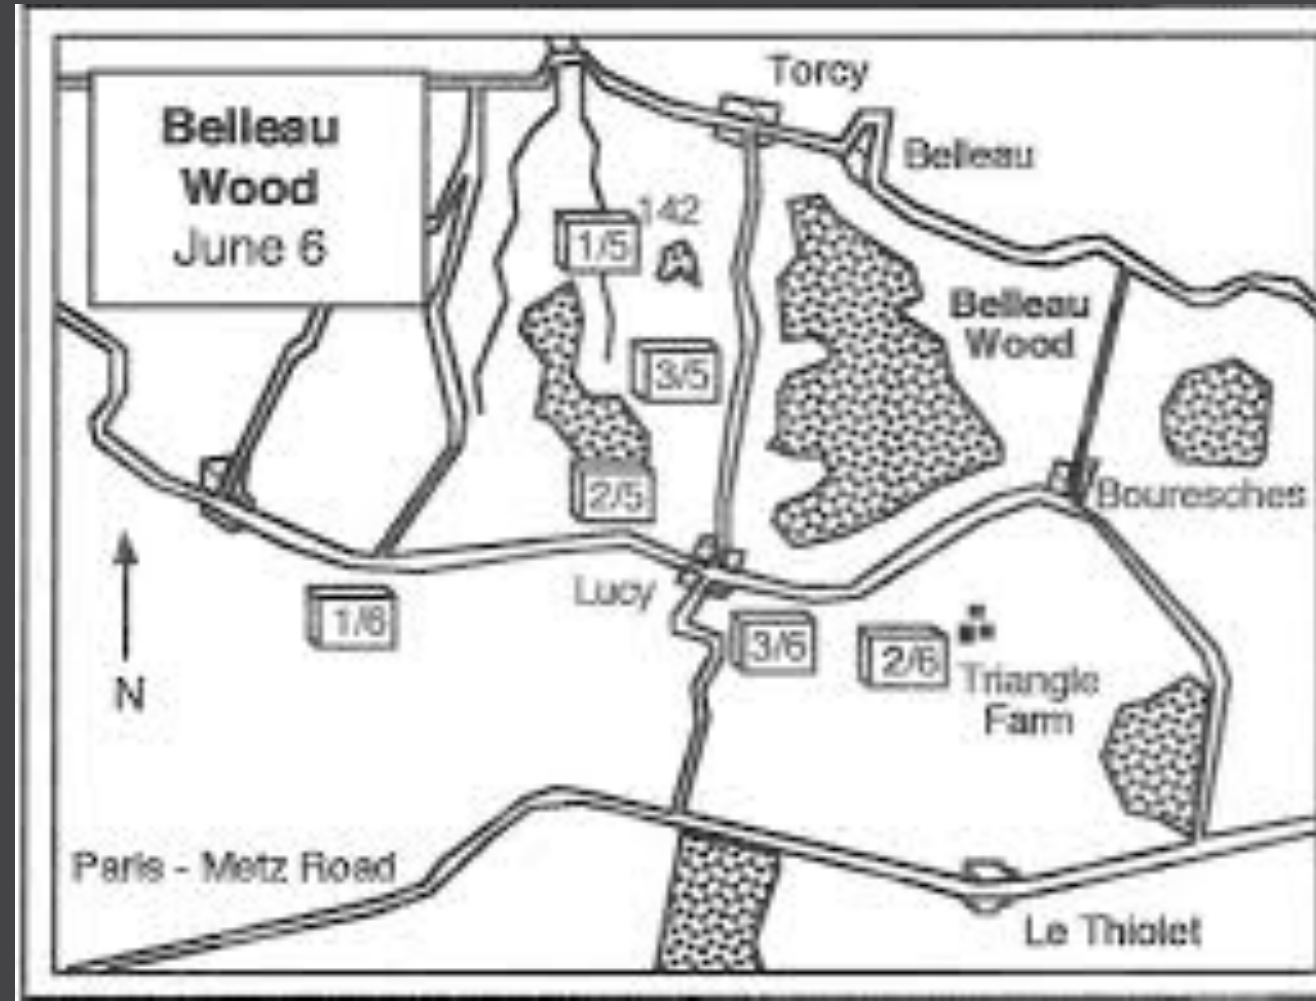 Belleau
Wood
June 6
Torcy
Belleau
142
1/5
Belleau
Wood
3/5
2/5
Bouresches
Lucy
1/6
3/6
2/6
Triangle
Farm
N
Paris - Metz Road
Le Thiolet